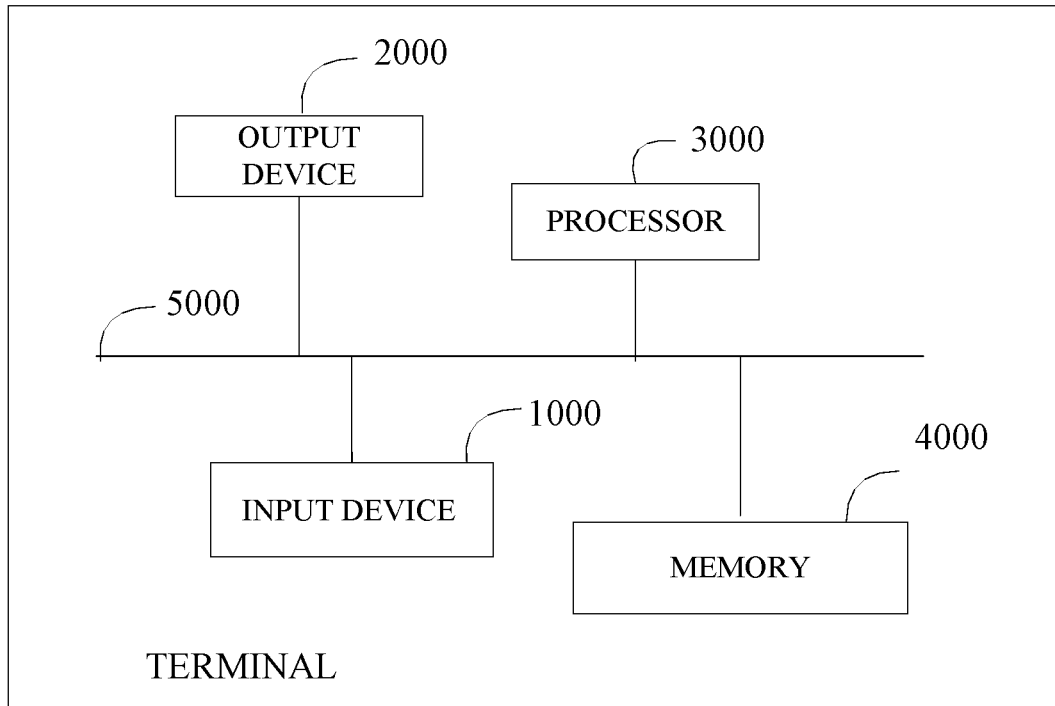 2000
OUTPUT
DEVICE
3000
PROCESSOR
5000
1000
INPUT DEVICE
4000
MEMORY
TERMINAL